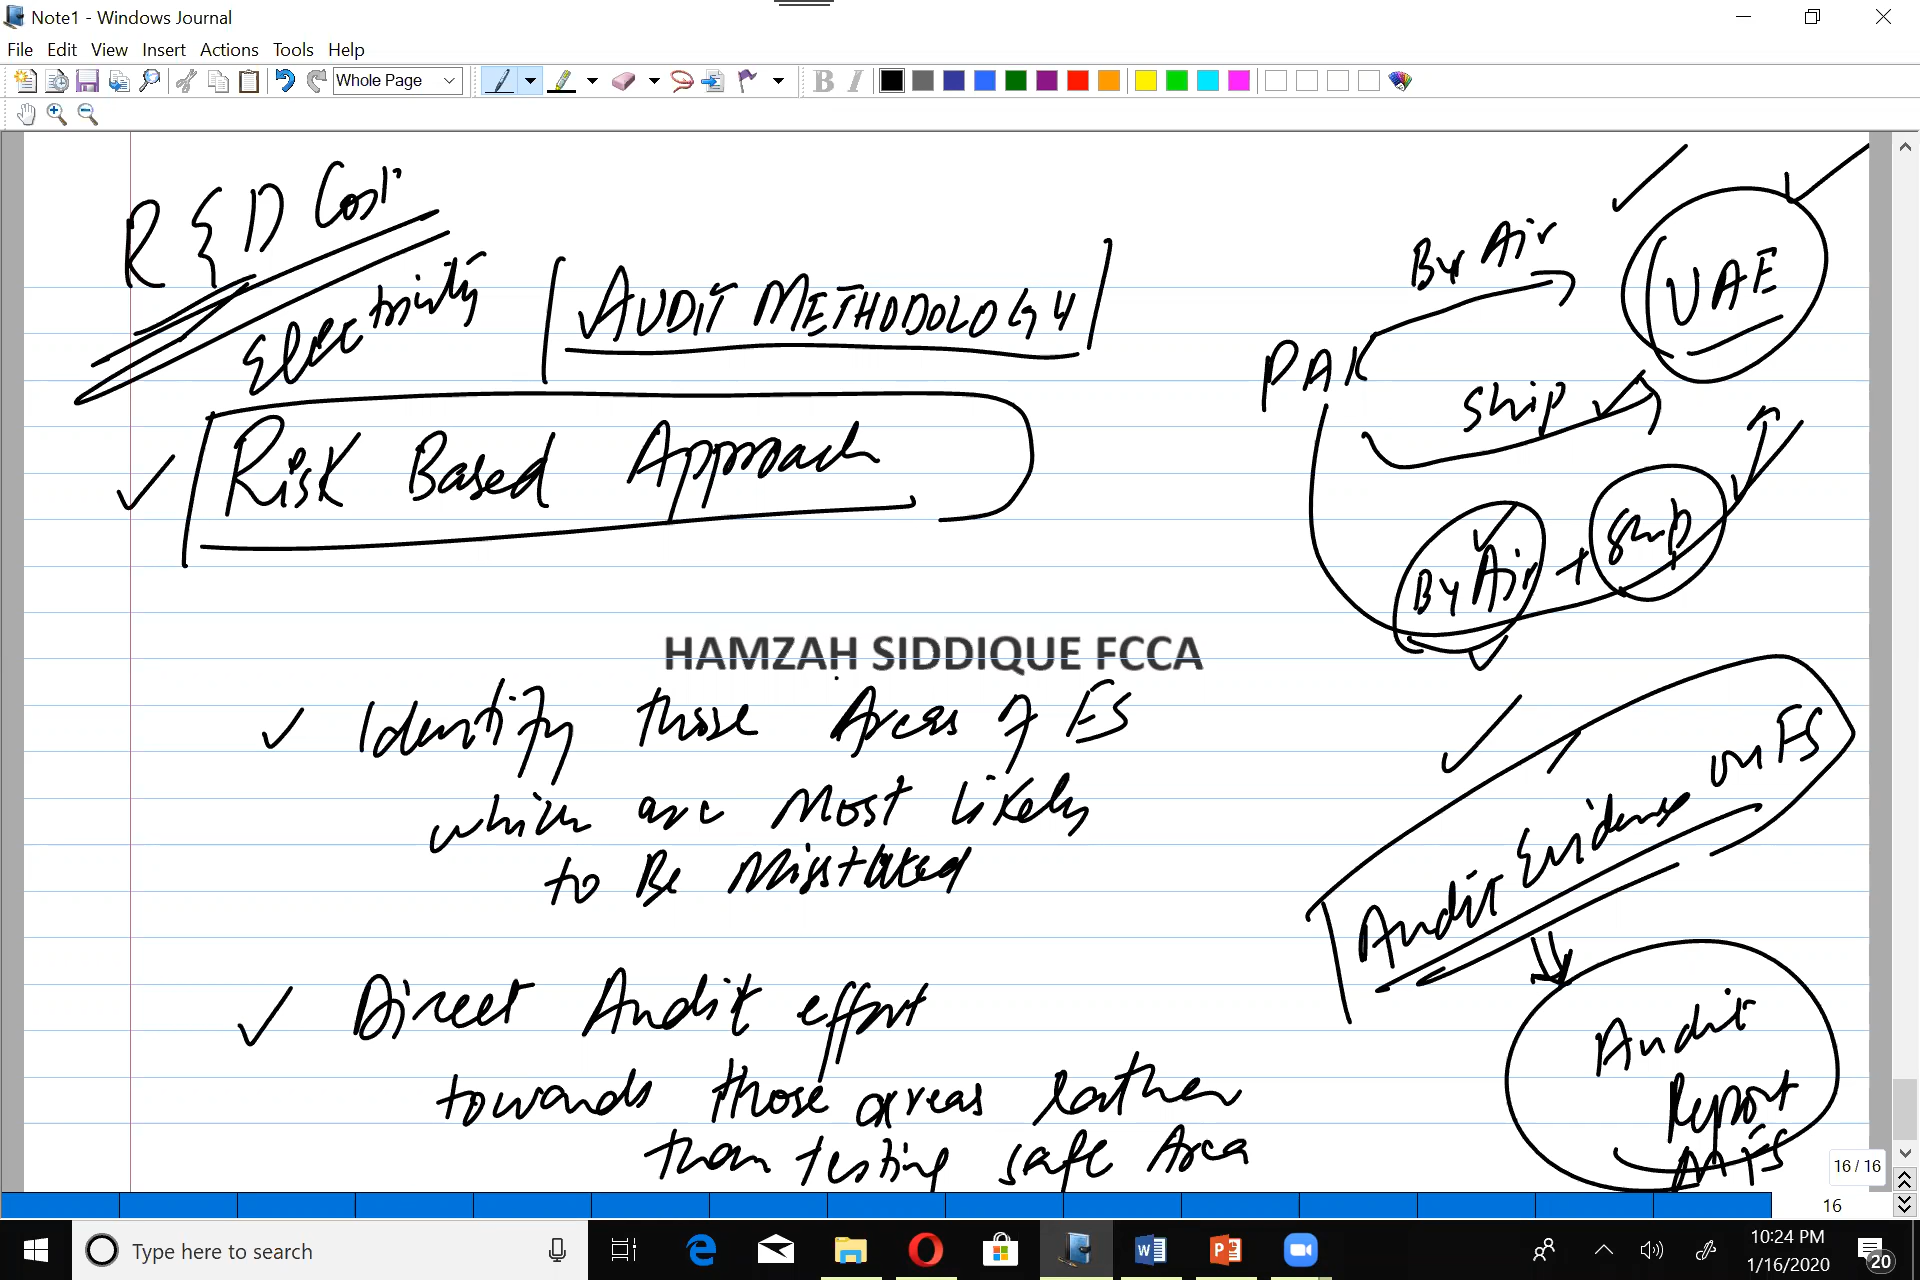 Note1 - Windows Journal
File Edit View Insert Actions Tools Help
Whole Page B I
R & D Cost
Electricity
AUDIT METHODOLOGY
Risk Based Approach
By Air
UAE
PAK
Ship
By Air + Ship
HAMZAH SIDDIQUE FCCA
Identify those Areas of FS
which are Most likely
to Be Misstated
Direct Audit effort
towards those areas rather
than testing safe Area
Audit Evidence on FS
Audit
Report
16 / 16
16
Type here to search
10:24 PM
1/16/2020
20